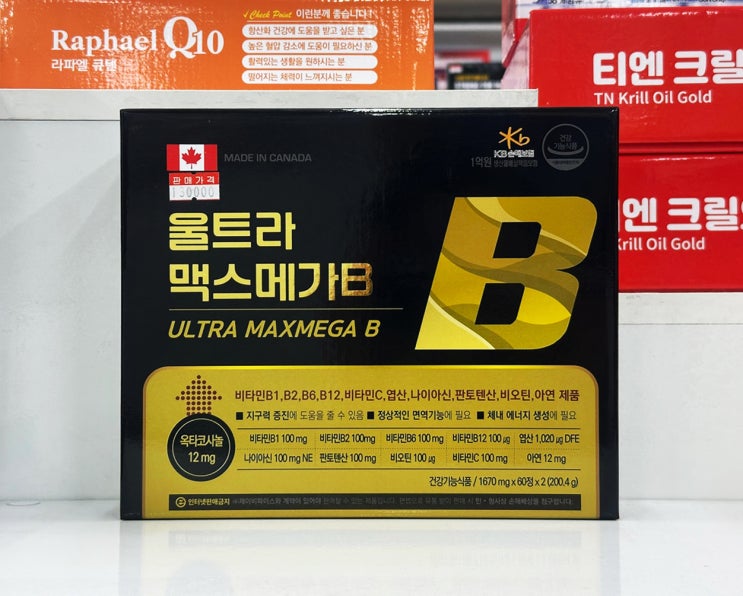 Check Point 이런분께 좋습니다!
Raphael Q10
라파엘 큐텐
항산화 건강에 도움을 받고 싶은 분
높은 혈압 감소에 도움이 필요하신 분
활력있는 생활을 원하시는 분
떨어지는 체력이 느껴지시는 분
티엔 크릴
TN Krill Oil Gold
엔 크릴
Krill Oil Gold
MADE IN CANADA
판매가격
130000
KB손해보험
1억원 생산물배상책임보험
건강
기능식품
울트라
맥스메가B
ULTRA MAXMEGA B
B
비타민B1,B2,B6,B12,비타민C,엽산,나이아신,판토텐산,비오틴,아연 제품
■ 지구력 증진에 도움을 줄 수 있음 ■ 정상적인 면역기능에 필요 ■ 체내 에너지 생성에 필요
옥타코사놀
12 mg
비타민B1 100 mg 비타민B2 100mg 비타민B6 100 mg 비타민B12 100 µg 엽산 1,020 µg DFE
나이아신 100 mg NE 판토텐산 100 mg 비오틴 100 µg 비타민C 100 mg 아연 12 mg
건강기능식품 / 1670 mg x 60정 x 2 (200.4 g)
인터넷판매금지